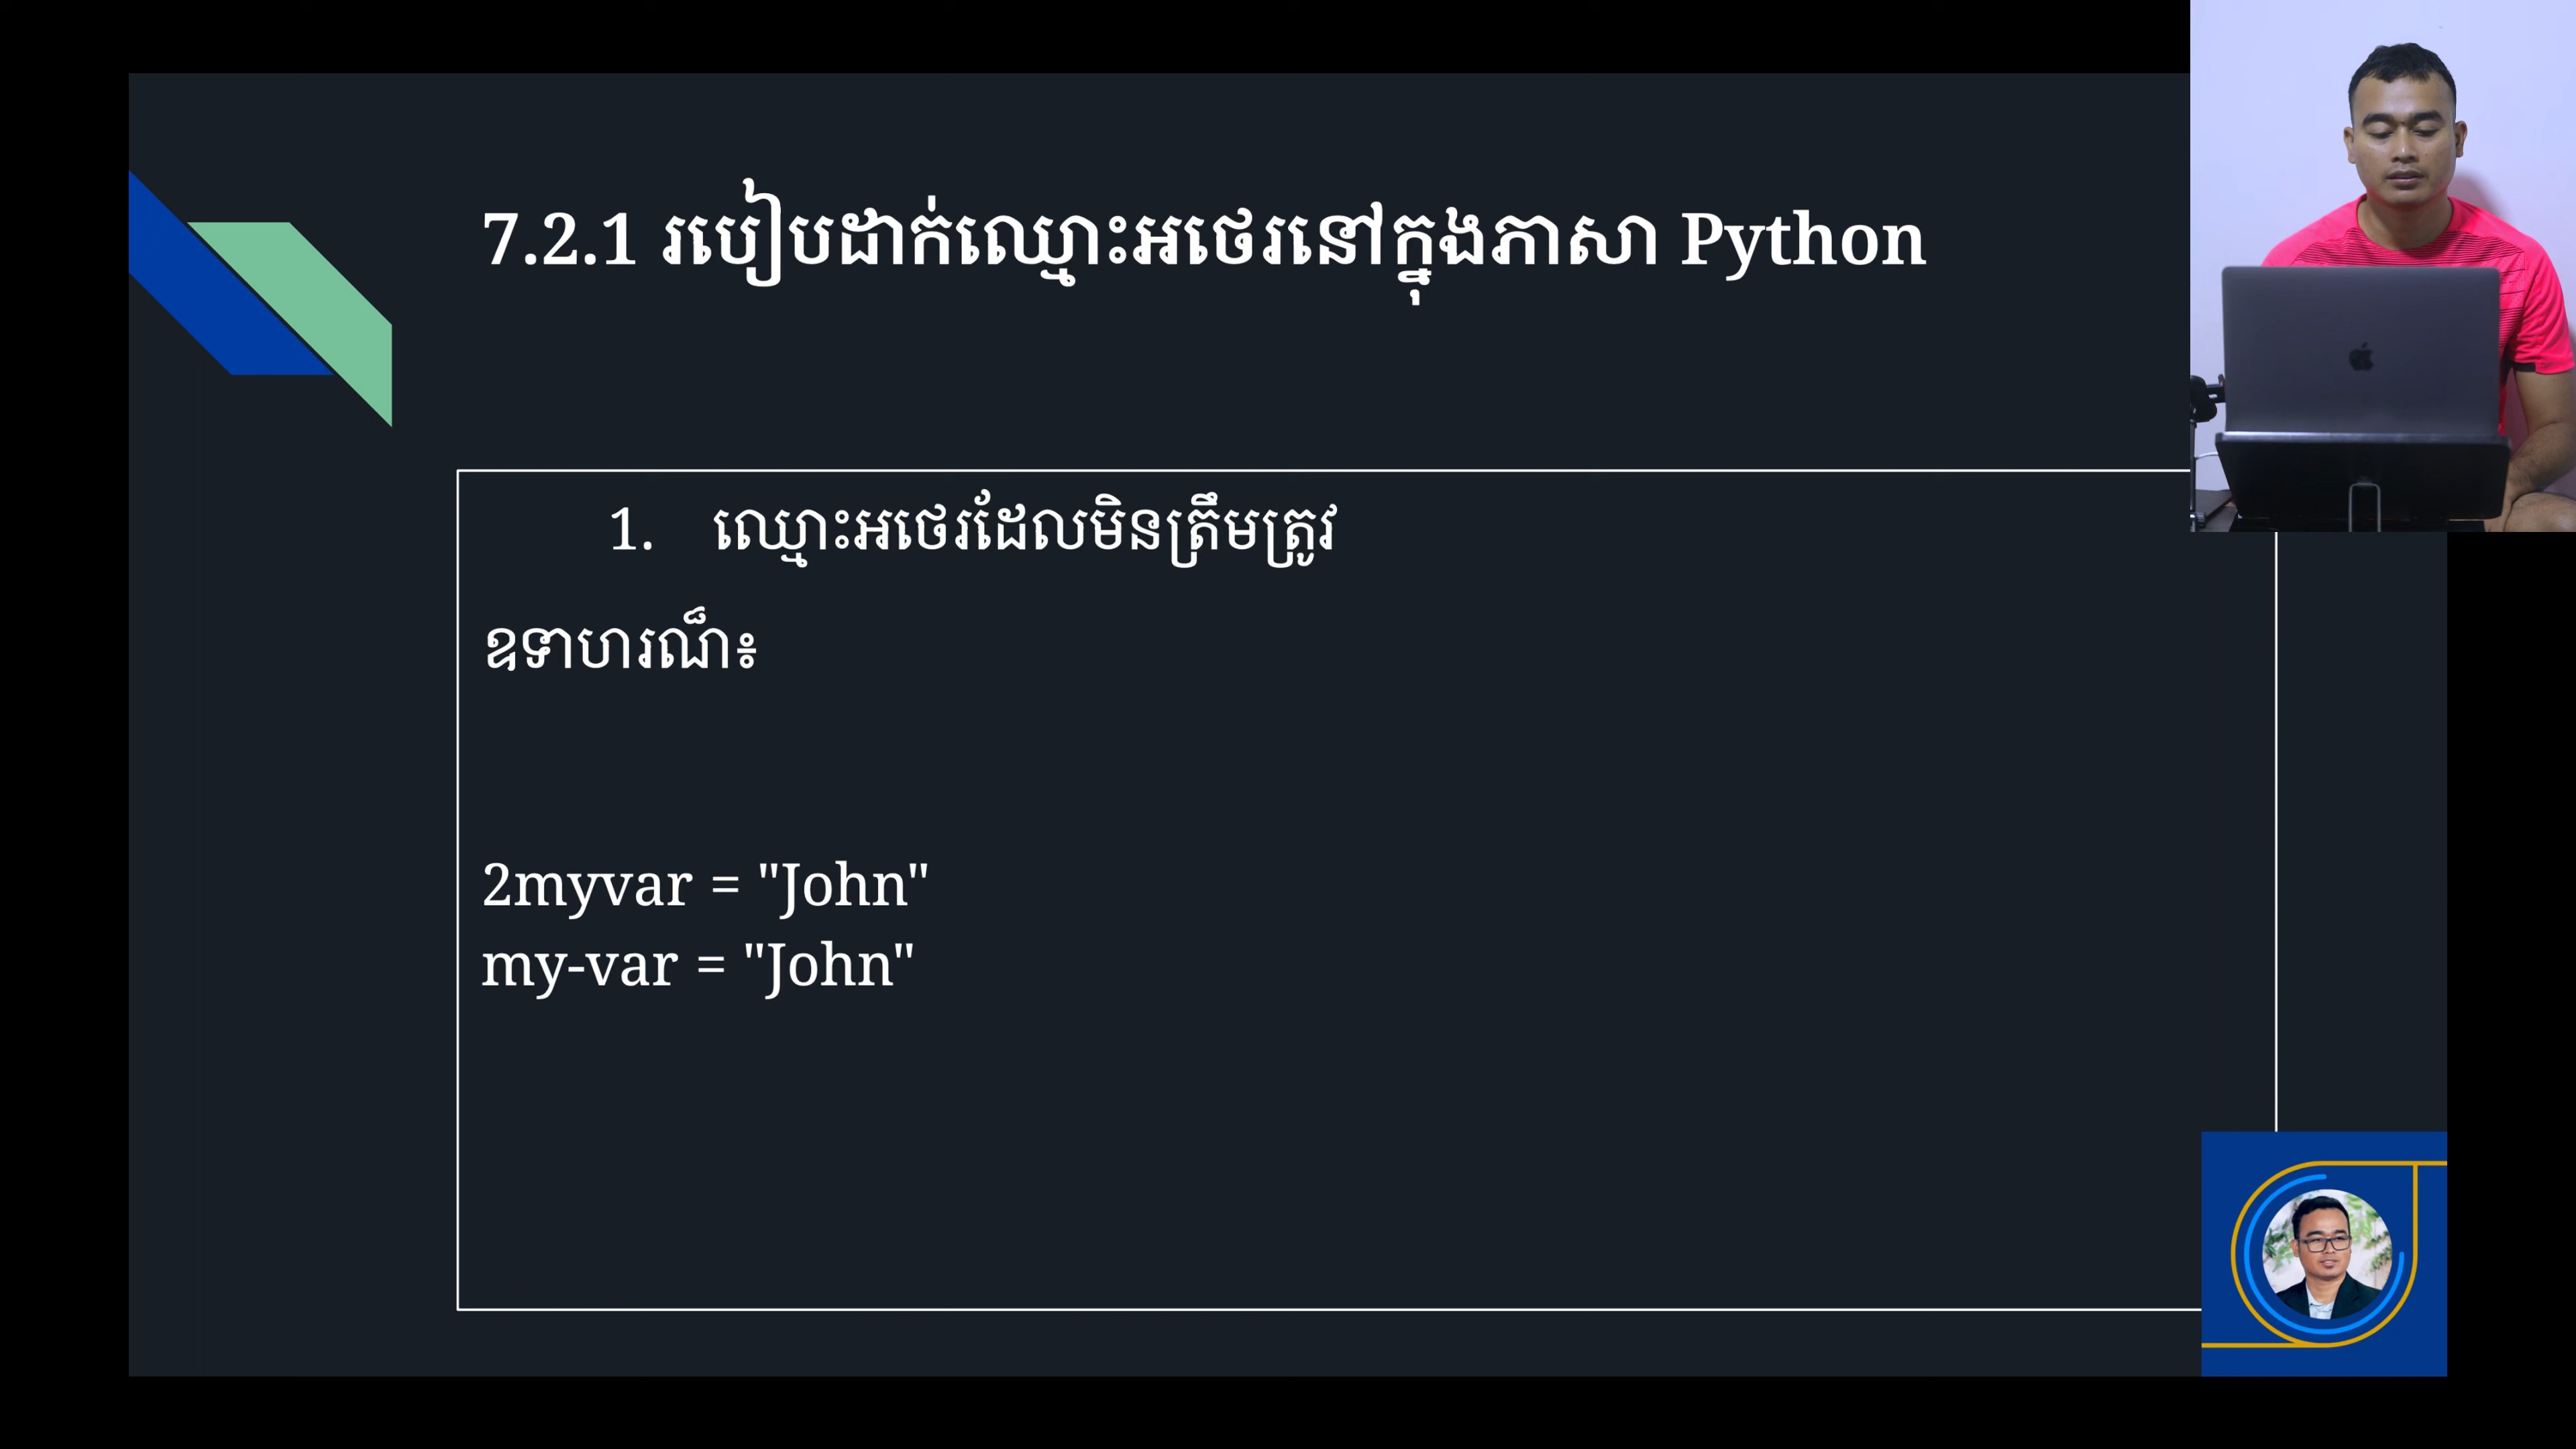 7.2.1 របៀបដាក់ឈ្មោះអថេរនៅក្នុងភាសា Python
1. ឈ្មោះអថេរដែលមិនត្រឹមត្រូវ
ឧទាហរណ៏៖
2myvar = "John"
my-var = "John"